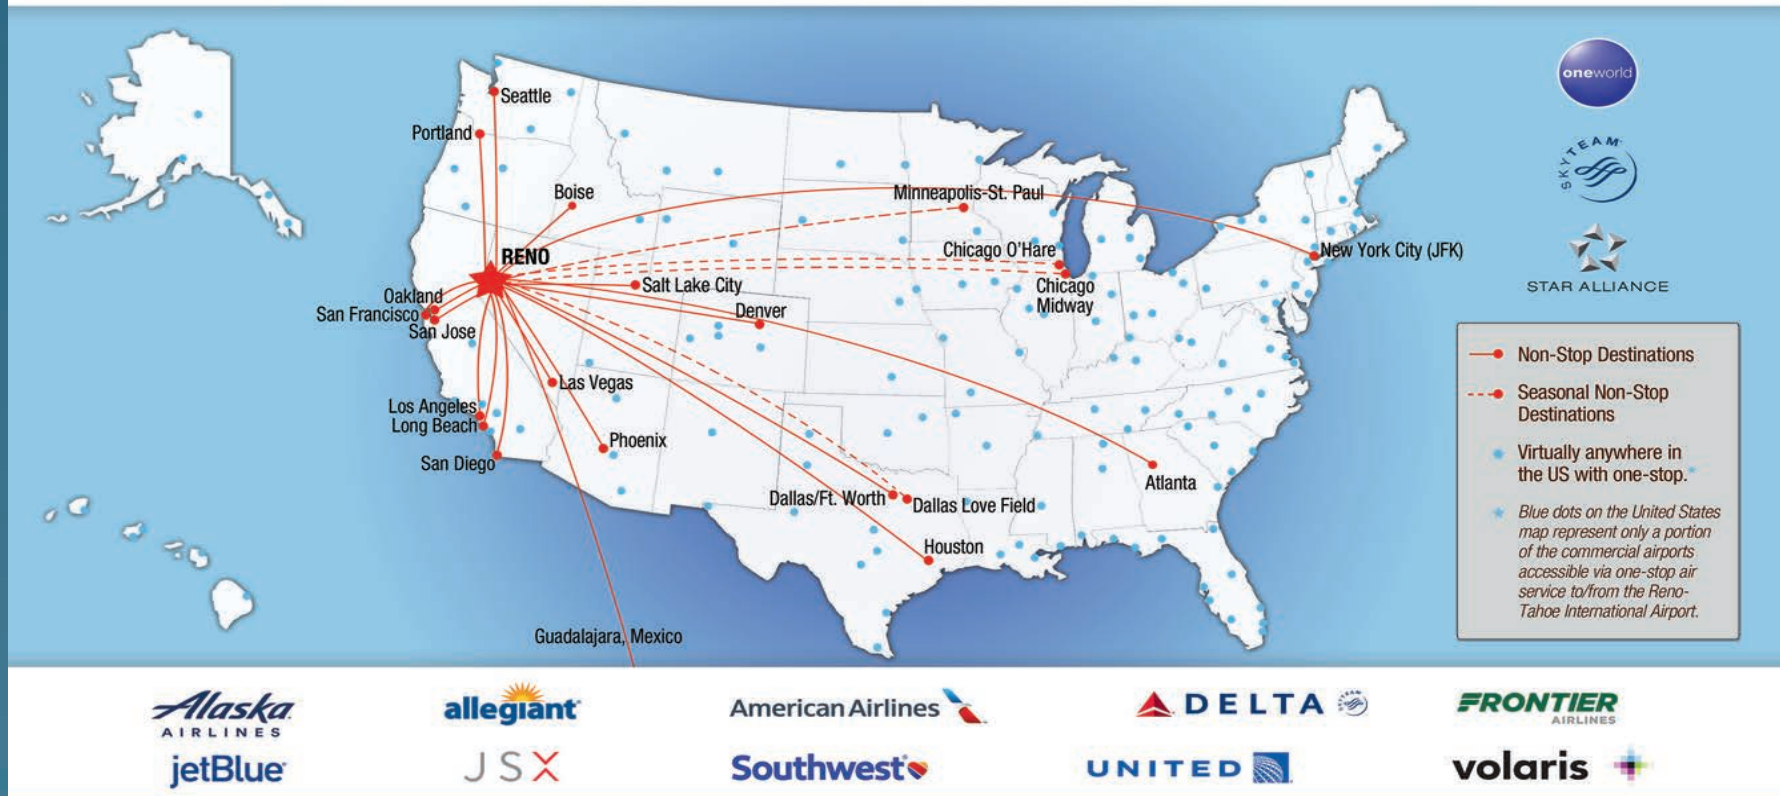 Seattle
Portland
Boise
Minneapolis-St. Paul
RENO
Chicago O'Hare
New York City (JFK)
Salt Lake City
Chicago
Midway
Oakland
San Francisco
San Jose
Denver
Las Vegas
Los Angeles
Long Beach
Phoenix
San Diego
Atlanta
Dallas/Ft. Worth
Dallas Love Field
Houston
Guadalajara, Mexico
oneworld
SKYTEAM
STAR ALLIANCE
Non-Stop Destinations
Seasonal Non-Stop
Destinations
Virtually anywhere in
the US with one-stop.
Blue dots on the United States
map represent only a portion
of the commercial airports
accessible via one-stop air
service to/from the Reno-
Tahoe International Airport.
Alaska
AIRLINES
allegiant
American Airlines
DELTA
FRONTIER
AIRLINES
jetBlue
JSX
Southwest
UNITED
volaris